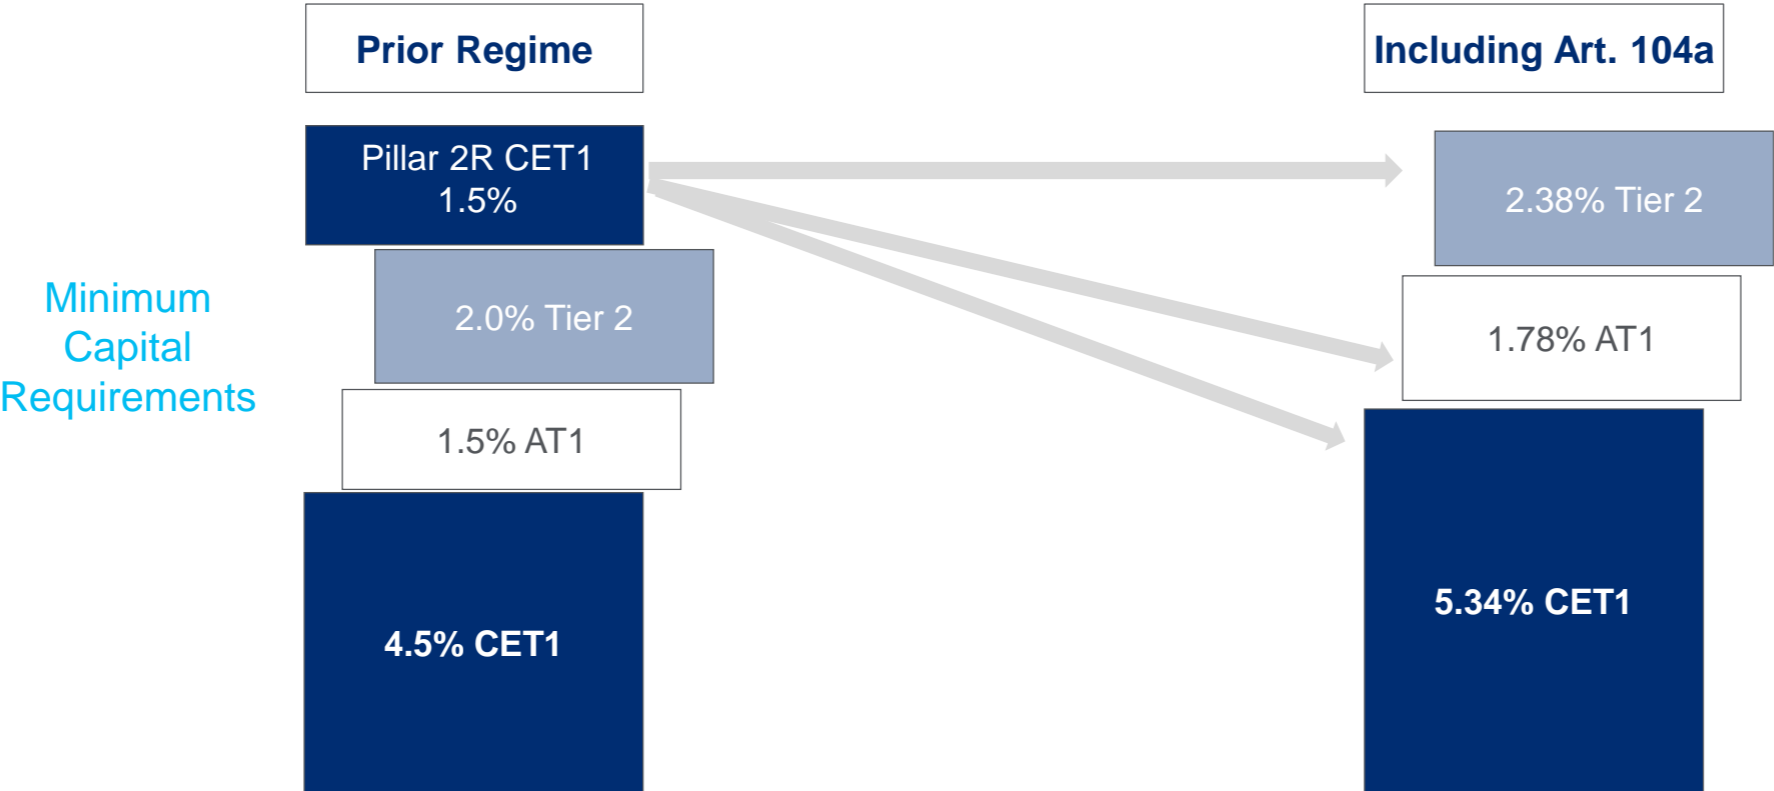 Prior Regime
Including Art. 104a
Pillar 2R CET1
1.5%
2.38% Tier 2
Minimum
Capital
Requirements
2.0% Tier 2
1.78% AT1
1.5% AT1
4.5% CET1
5.34% CET1